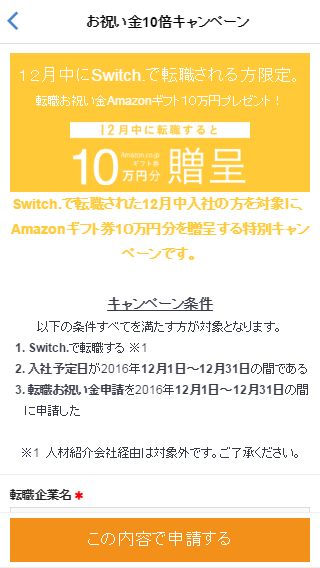 お祝い金10倍キャンペーン
12月中にSwitch.で転職される方限定。
転職お祝い金Amazonギフト10万円プレゼント！
12月中に転職すると
10万円分 Amazon.co.jp ギフト券 贈呈
Switch.で転職された12月中入社の方を対象に、
Amazonギフト券10万円分を贈呈する特別キャン
ペーンです。
キャンペーン条件
以下の条件すべてを満たす方が対象となります。
1. Switch.で転職する ※1
2. 入社予定日が2016年12月1日〜12月31日の間である
3. 転職お祝い金申請を2016年12月1日〜12月31日の間
に申請した
※1 人材紹介会社経由は対象外です。ご了承ください。
転職企業名 *
この内容で申請する